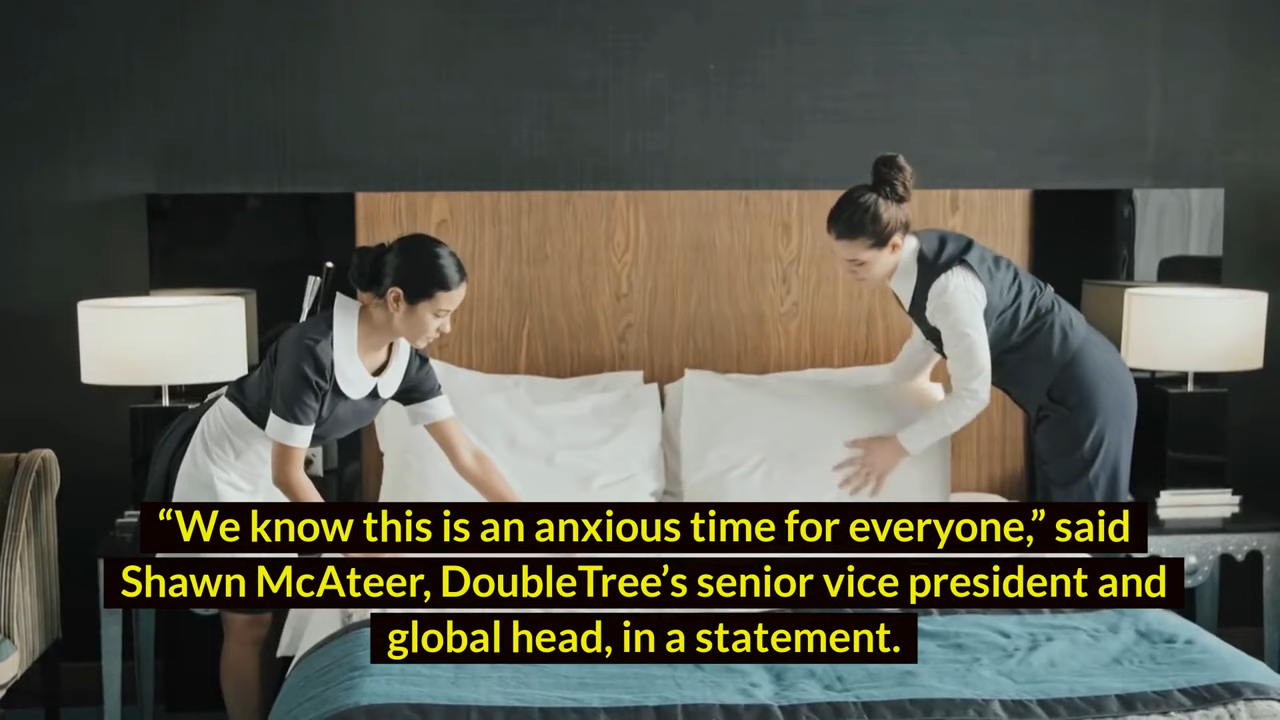 “We know this is an anxious time for everyone,” said
Shawn McAteer, DoubleTree’s senior vice president and
global head, in a statement.